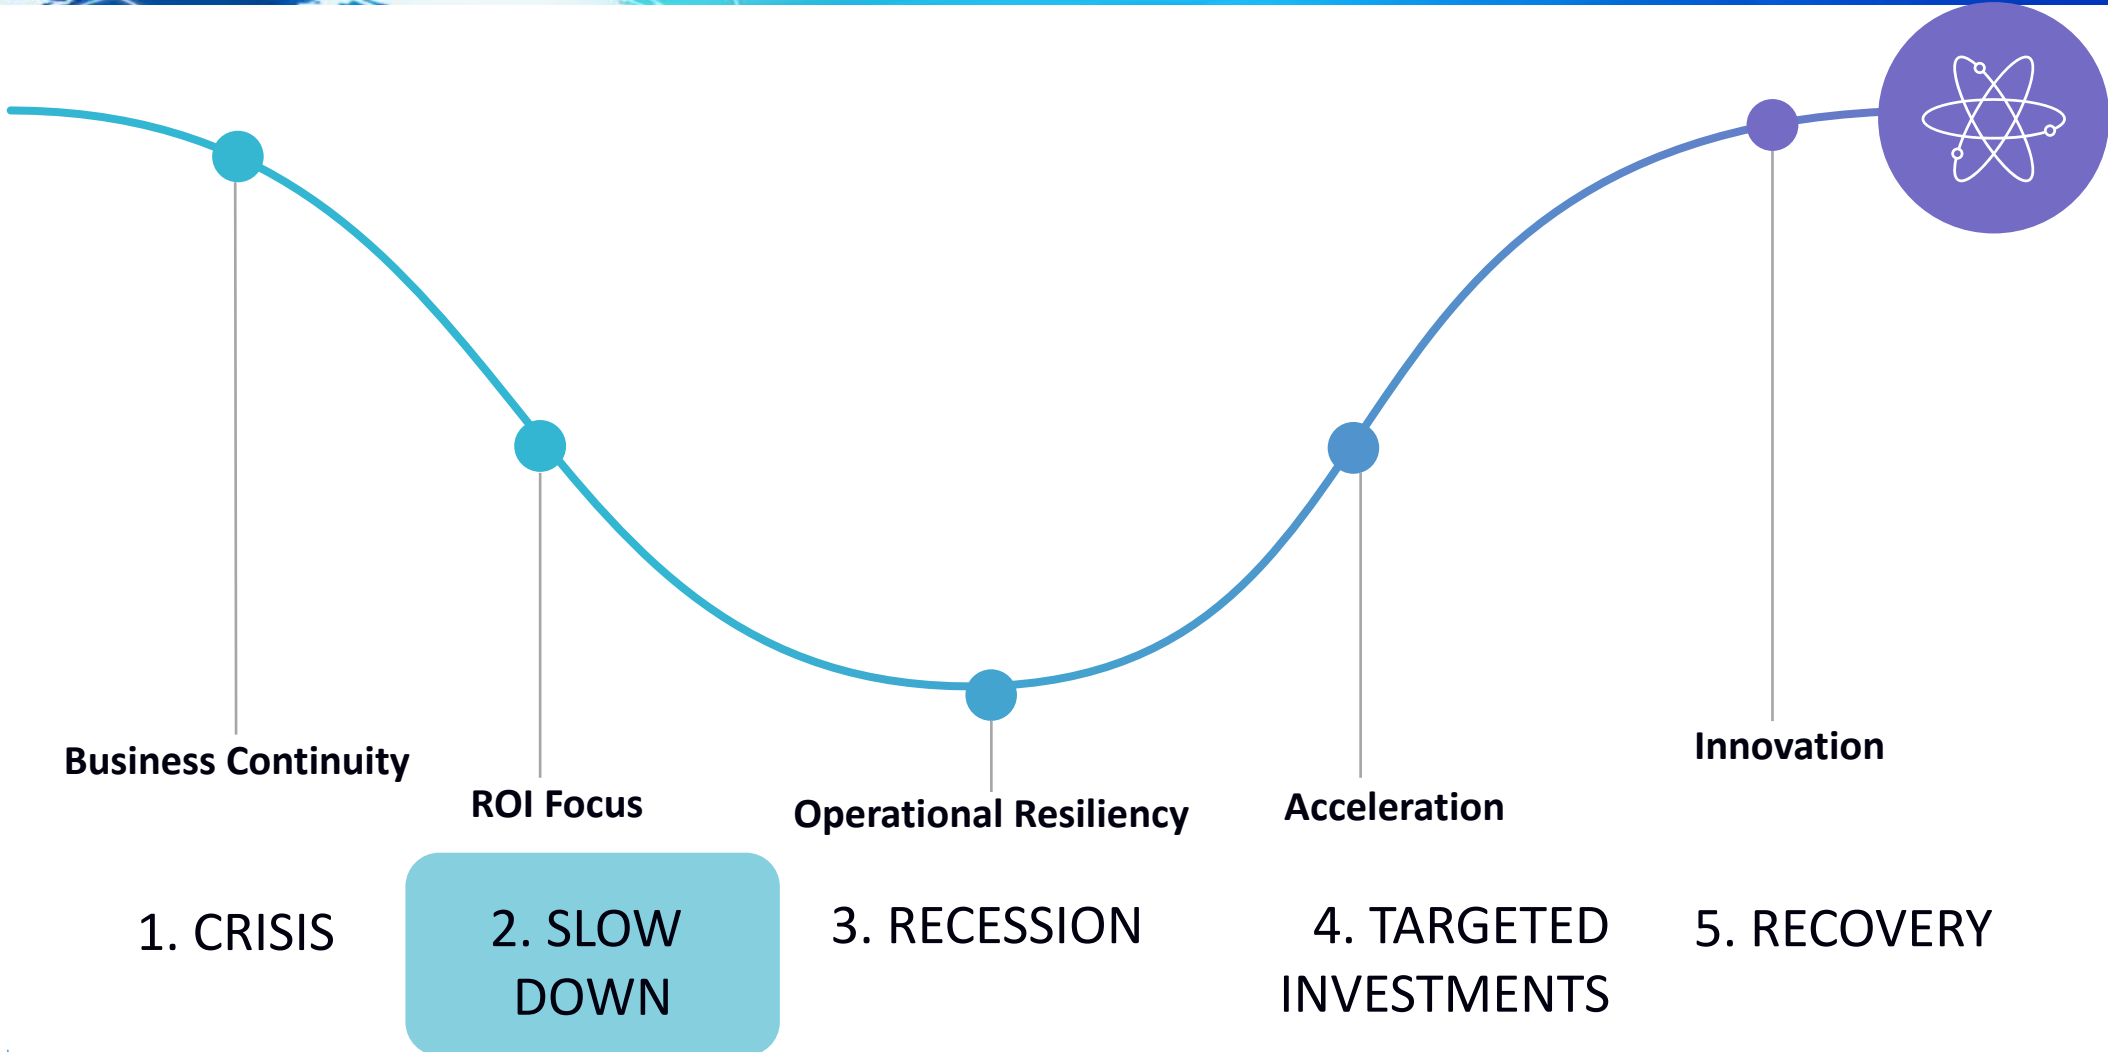 Business Continuity
ROI Focus
Operational Resiliency
Acceleration
Innovation
1. CRISIS
2. SLOW
DOWN
3. RECESSION
4. TARGETED
INVESTMENTS
5. RECOVERY